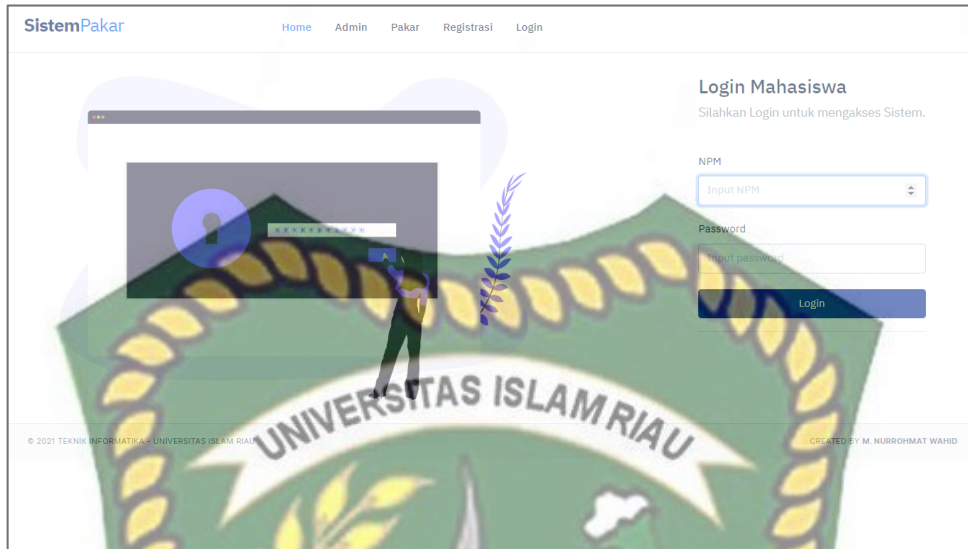 SistemPakar
Home Admin Pakar Registrasi Login
Login Mahasiswa
Silahkan Login untuk mengakses Sistem.
NPM
Input NPM
***********
Password
Input password
Login
UNIVERSITAS ISLAM RIAU
© 2021 TEKNIK INFORMATIKA - UNIVERSITAS ISLAM RIAU
CREATED BY M. NURROHMAT WAHID